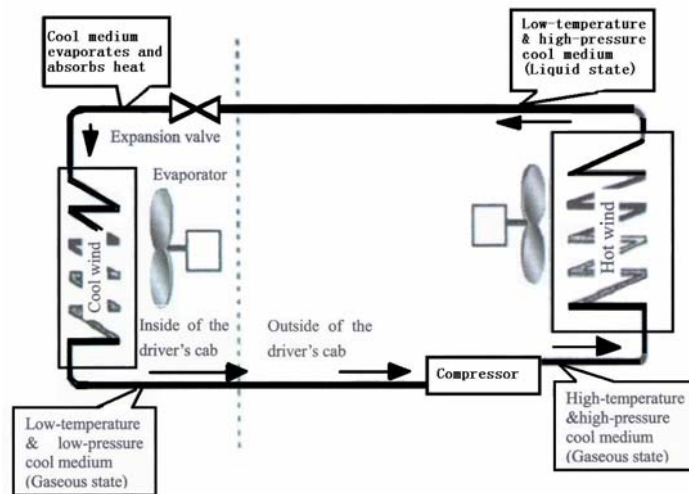 Cool medium
evaporates and
absorbs heat
Low-temperature
& high-pressure
cool medium
(Liquid state)
Expansion valve
Evaporator
Cool wind
Hot wind
Inside of the
driver's cab
Outside of the
driver's cab
Compressor
Low-temperature
& low-pressure
cool medium
(Gaseous state)
High-temperature
&high-pressure
cool medium
(Gaseous state)